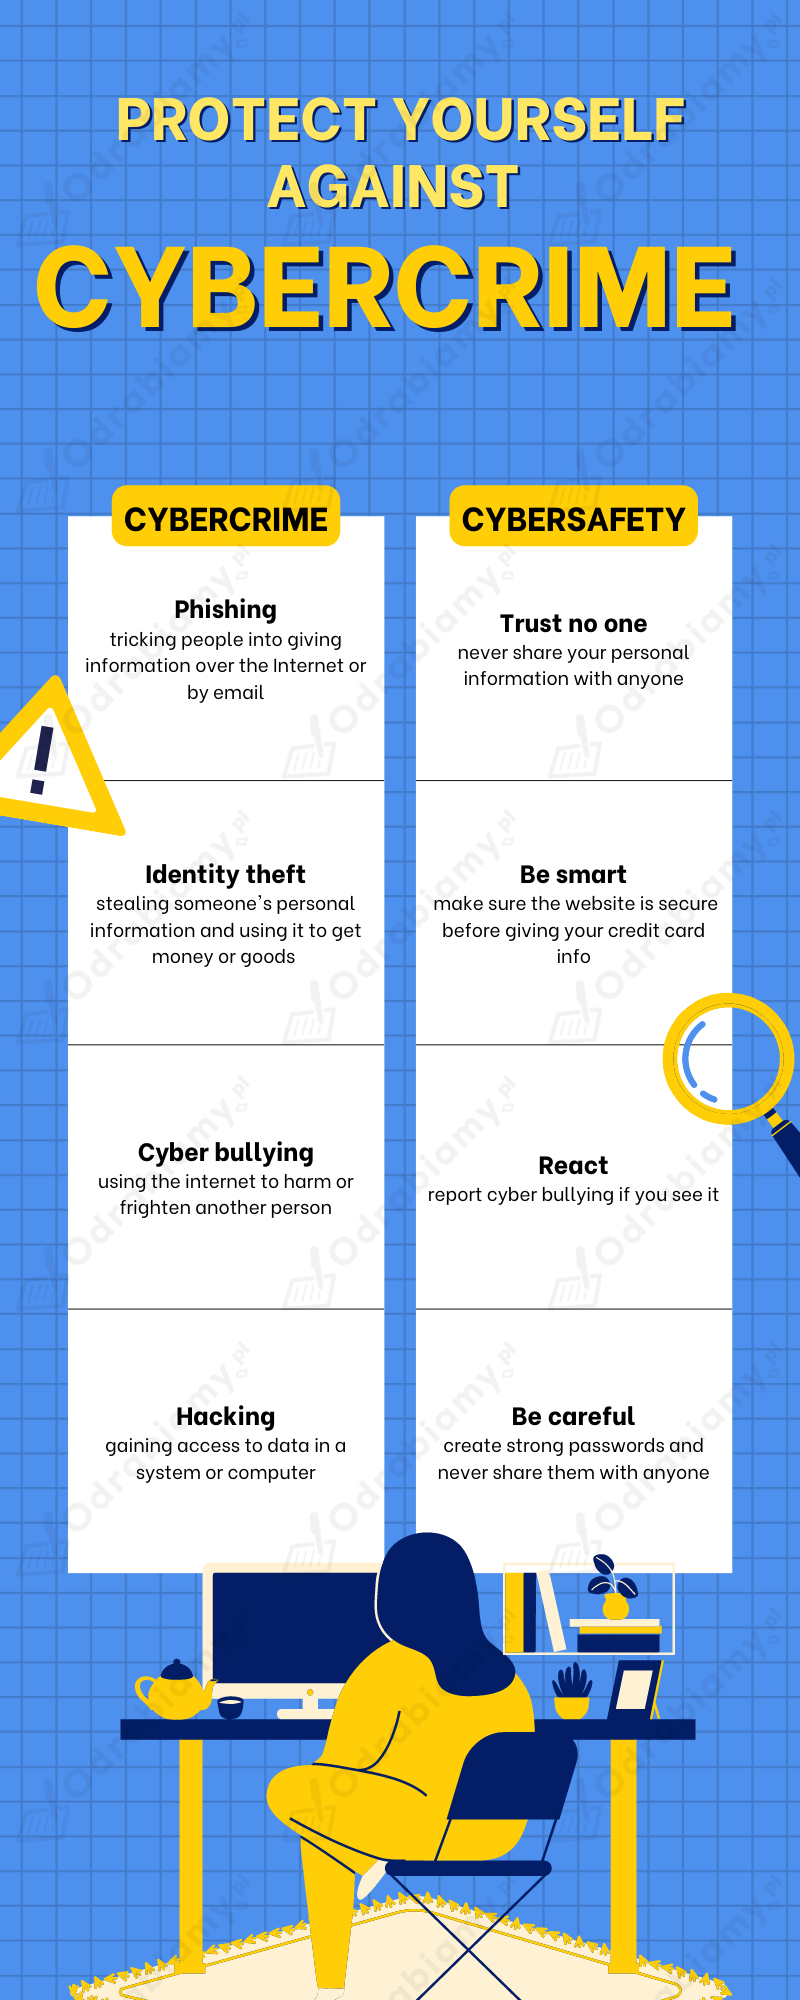 PROTECT YOURSELF
AGAINST
CYBERCRIME
CYBERCRIME
Phishing
tricking people into giving
information over the Internet or
by email
Identity theft
stealing someone's personal
information and using it to get
money or goods
Cyber bullying
using the internet to harm or
frighten another person
Hacking
gaining access to data in a
system or computer
CYBERSAFETY
Trust no one
never share your personal
information with anyone
Be smart
make sure the website is secure
before giving your credit card
info
React
report cyber bullying if you see it
Be careful
create strong passwords and
never share them with anyone
Odrabiamy.pl